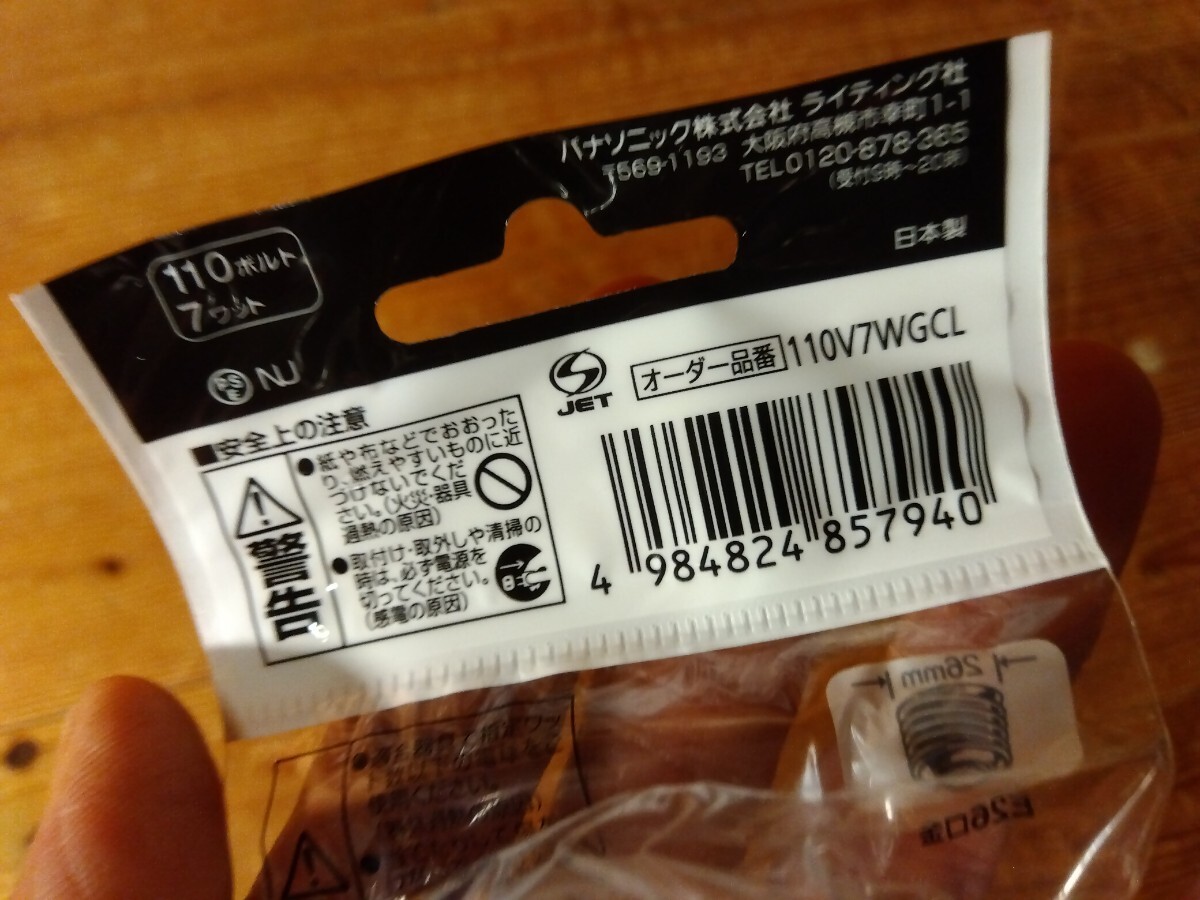 パナソニック株式会社 ライティング社
〒569-1193 大阪府高槻市幸町1-1
TEL0120-878-365
(受付9時～20時)
日本製
110ボルト
7ワット
PS
E
NJ
JET
オーダー品番 110V7WGCL
■安全上の注意
警告
●紙や布などでおおった
り、燃えやすいものに近
づけないでくだ
さい。(火災・器具
過熱の原因)
●取付け・取外しや清掃の
時は、必ず電源を
切ってください。
(感電の原因)
4 984824 857940
26mm
E26口金